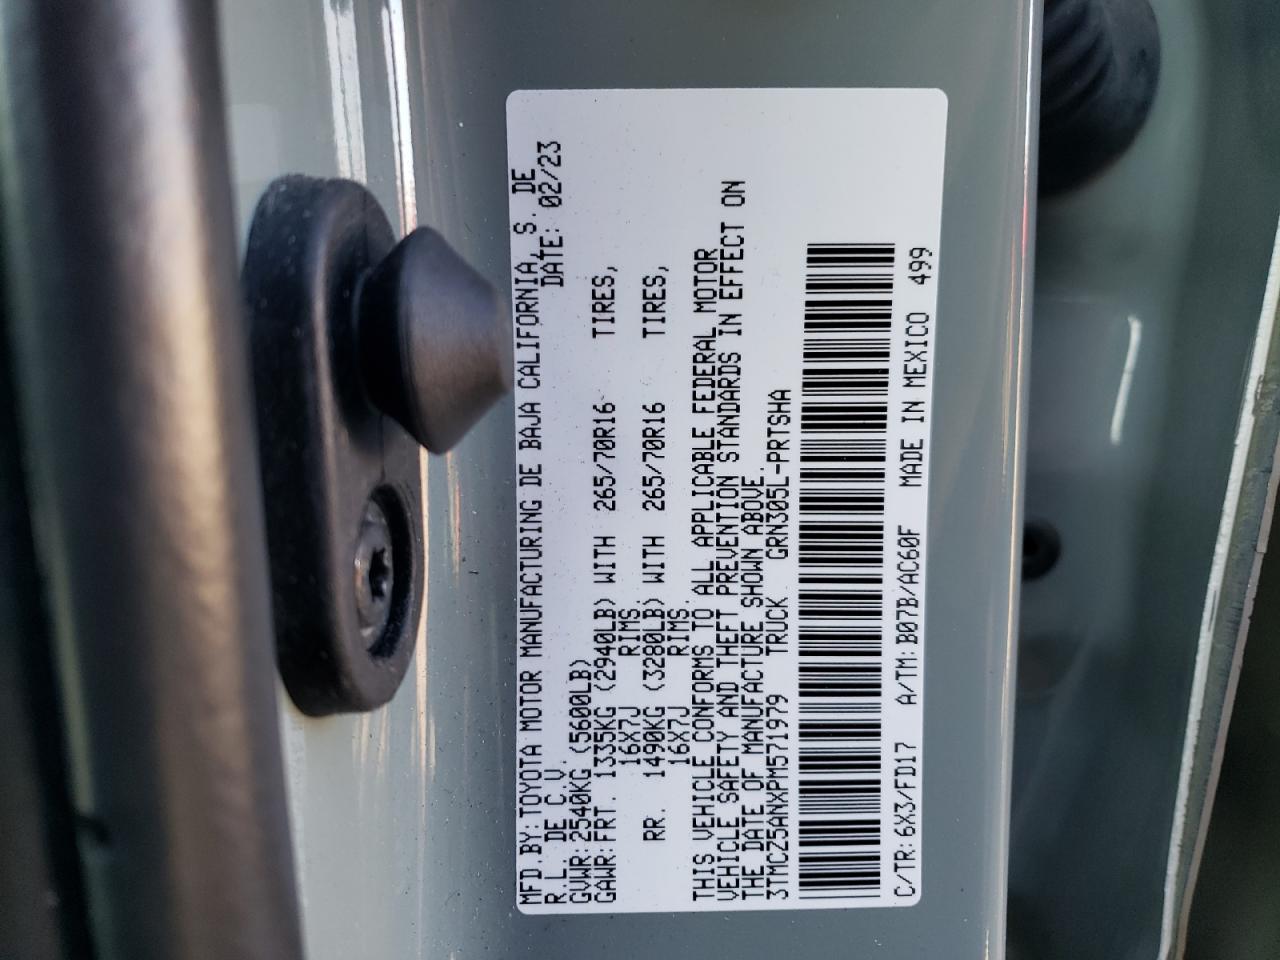 MFD.BY: TOYOTA MOTOR MANUFACTURING DE BAJA CALIFORNIA, S. DE
R.L. DE C.V. DATE: 02/23
GVWR: 2540KG (5600LB)
GAWR: FRT. 1335KG (2940LB) WITH 265/70R16 TIRES,
16X7J RIMS.
RR. 1490KG (3280LB) WITH 265/70R16 TIRES,
16X7J RIMS.
THIS VEHICLE CONFORMS TO ALL APPLICABLE FEDERAL MOTOR
VEHICLE SAFETY AND THEFT PREVENTION STANDARDS IN EFFECT ON
THE DATE OF MANUFACTURE SHOWN ABOVE.
3TMCZ5ANXPM571979 TRUCK GRN305L-PRTSHA
C/TR: 6X3/FD17 A/TM: B07B/AC60F MADE IN MEXICO 499